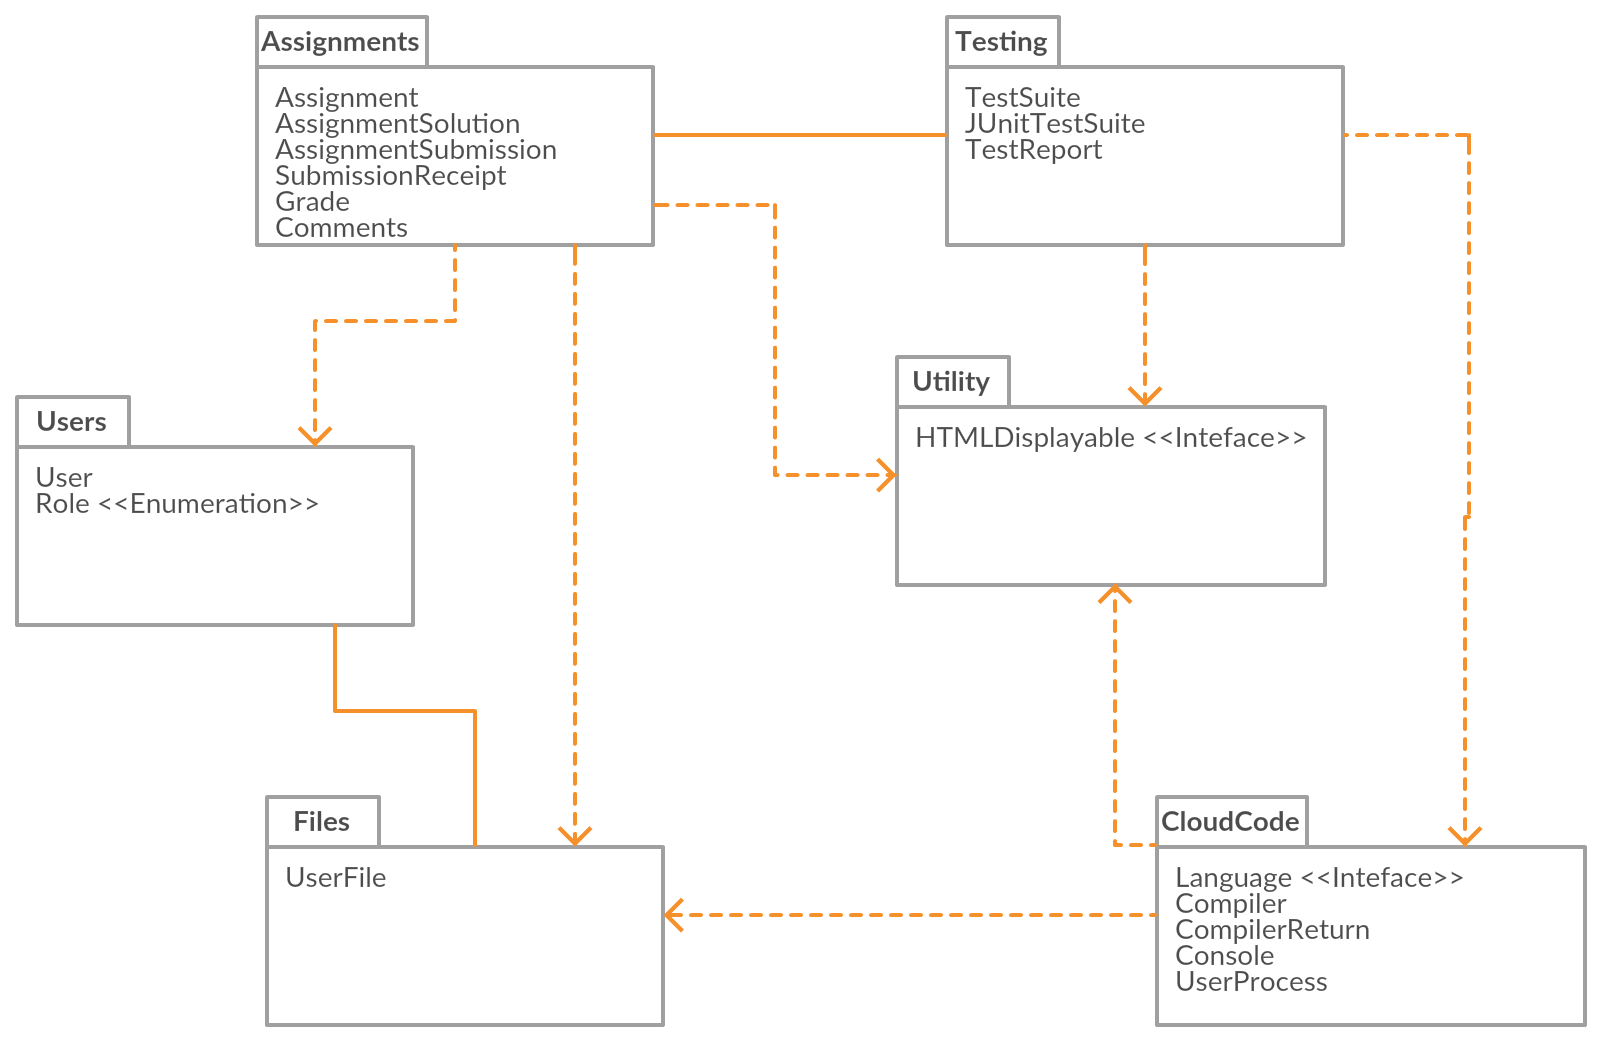 Assignments
Assignment
AssignmentSolution
AssignmentSubmission
SubmissionReceipt
Grade
Comments
Testing
TestSuite
JUnitTestSuite
TestReport
Utility
HTMLDisplayable <<Inteface>>
Users
User
Role <<Enumeration>>
Files
UserFile
CloudCode
Language <<Inteface>>
Compiler
CompilerReturn
Console
UserProcess